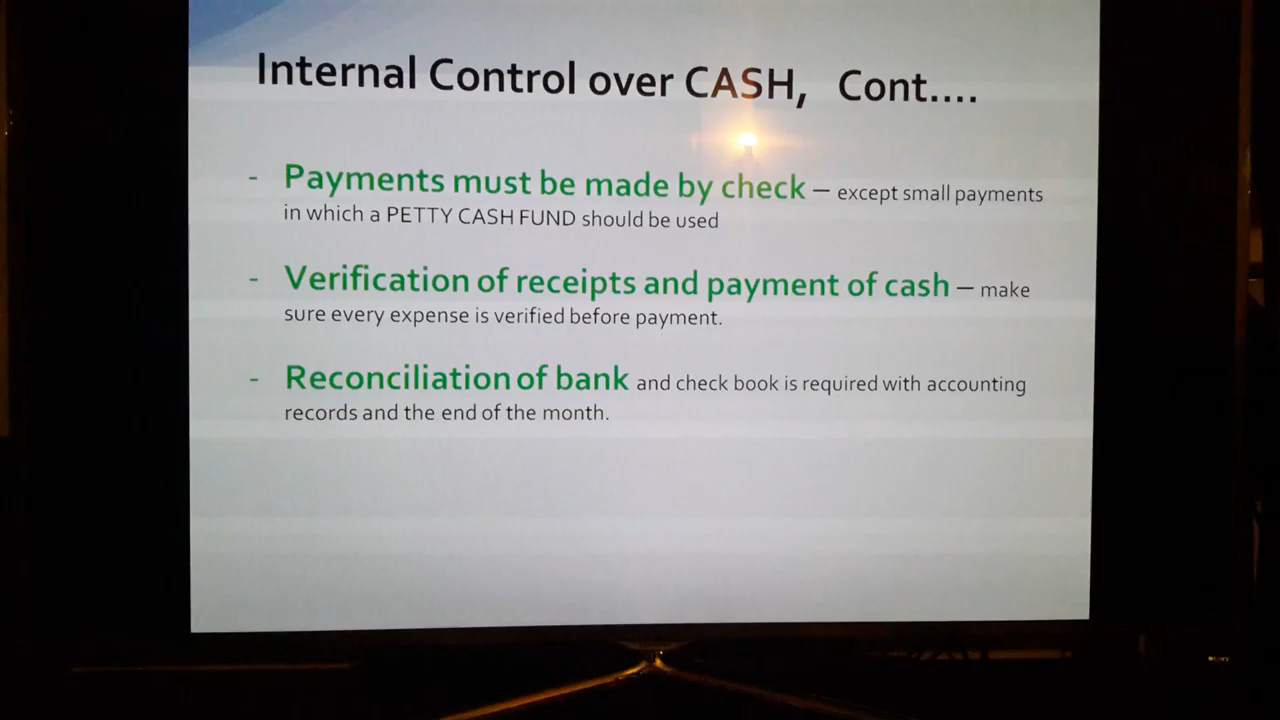 Internal Control over CASH, Cont....
- Payments must be made by check – except small payments
in which a PETTY CASH FUND should be used
- Verification of receipts and payment of cash – make
sure every expense is verified before payment.
- Reconciliation of bank and check book is required with accounting
records and the end of the month.